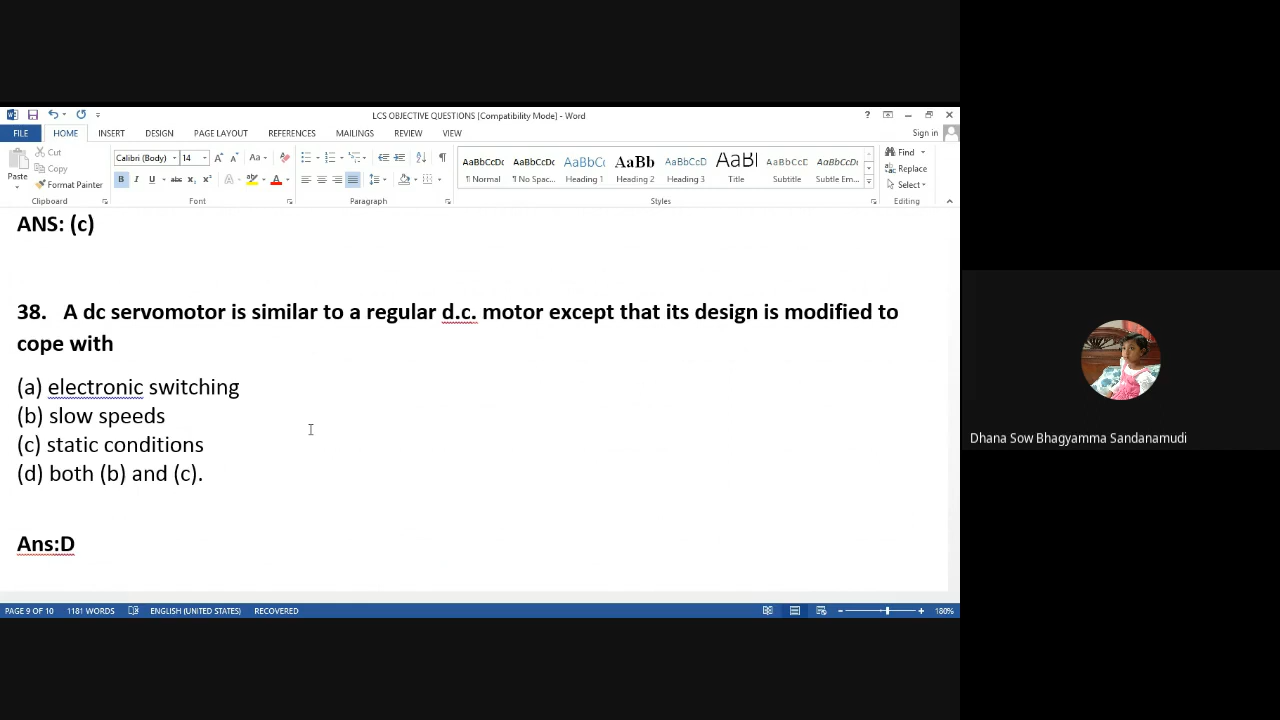 LCS OBJECTIVE QUESTIONS [Compatibility Mode] - Word
Sign in
FILE HOME INSERT DESIGN PAGE LAYOUT REFERENCES MAILINGS REVIEW VIEW
Paste
Cut
Copy
Format Painter
Clipboard
Calibri (Body) 14
Font
Paragraph
AaBbCcDc AaBbCcDc AaBbCc AaBb AaBbCcD AaBl AaBbCcD AaBbCcDc
¶ Normal ¶ No Spac... Heading 1 Heading 2 Heading 3 Title Subtitle Subtle Em...
Styles
Find
Replace
Select
Editing
ANS: (c)
38. A dc servomotor is similar to a regular d.c. motor except that its design is modified to
cope with
(a) electronic switching
(b) slow speeds
(c) static conditions
(d) both (b) and (c).
Ans:D
PAGE 9 OF 10 1181 WORDS ENGLISH (UNITED STATES) RECOVERED 180%
Dhana Sow Bhagyamma Sandanamudi